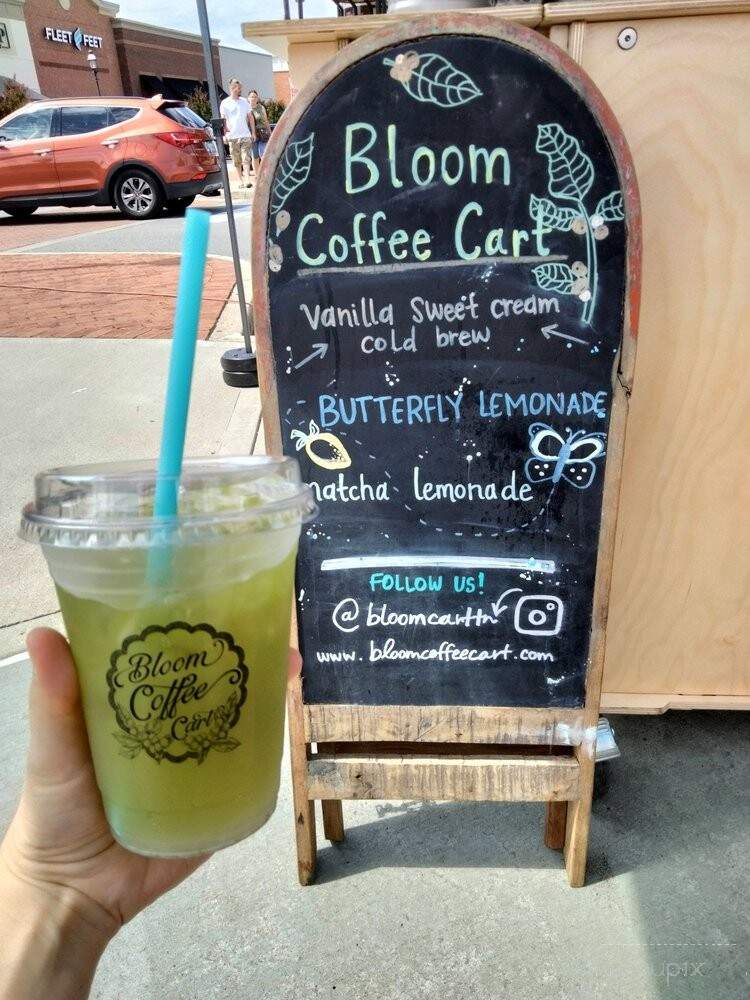 FLEET FEET
Bloom
Coffee Cart
Vanilla Sweet cream
cold brew
BUTTERFLY LEMONADE
matcha lemonade
FOLLOW US!
@bloomcarttn
www.bloomcoffeecart.com
Bloom
Coffee
Cart